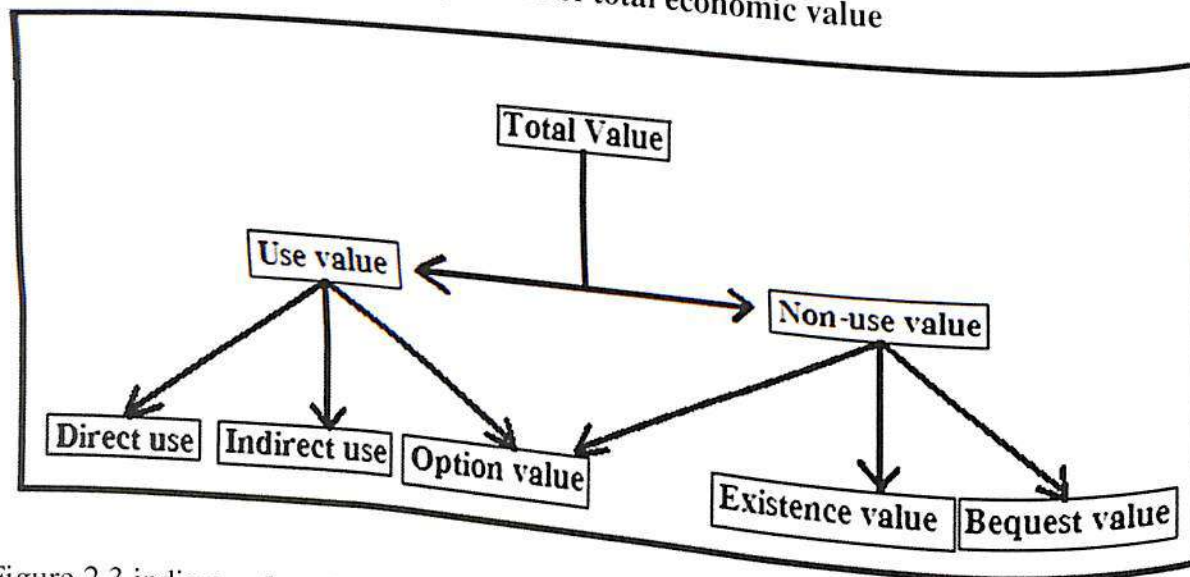 total economic value
Total Value
Use value
Non-use value
Direct use
Indirect use
Option value
Existence value
Bequest value
Figure 2.3